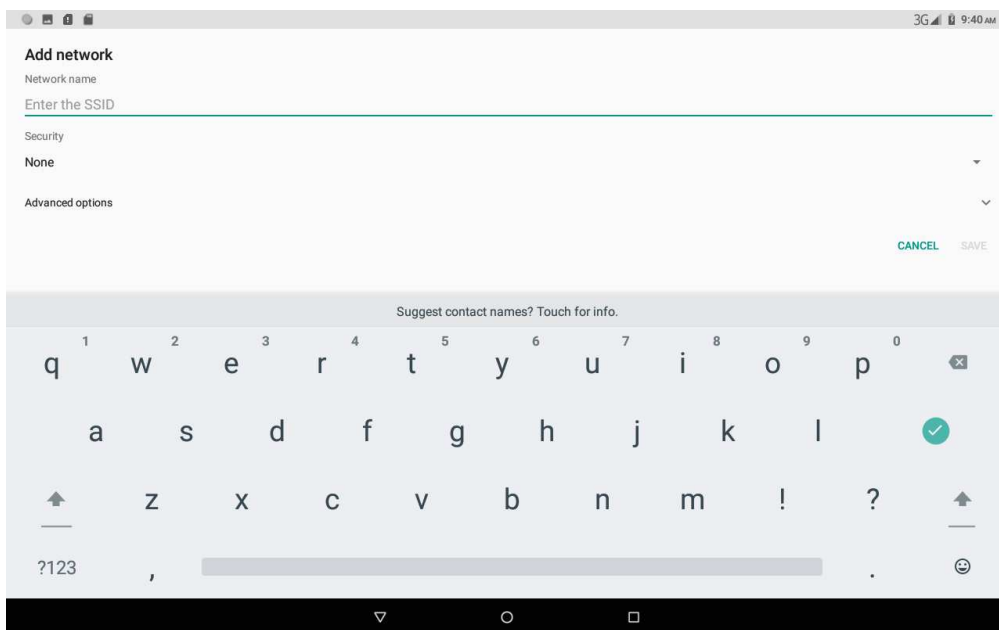 3G 9:40 AM
Add network
Network name
Enter the SSID
Security
None
Advanced options
CANCEL SAVE
Suggest contact names? Touch for info.
q 1 w 2 e 3 r 4 t 5 y 6 u 7 i 8 o 9 p 0
a s d f g h j k l
z x c v b n m ! ?
?123 , .